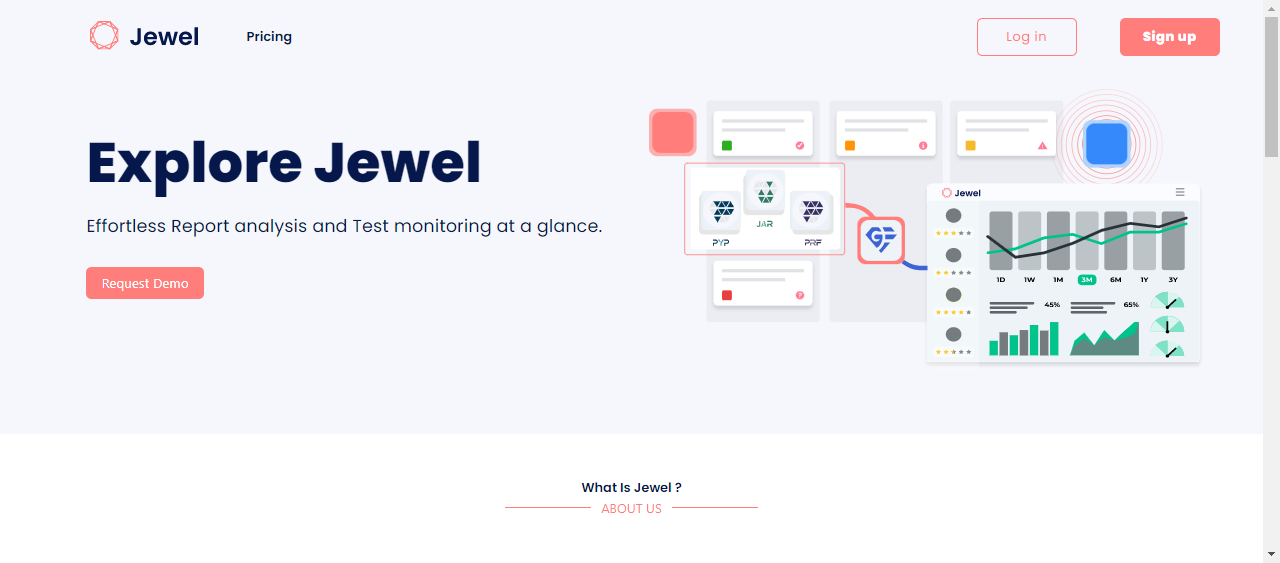 Jewel
Pricing
Log in
Sign up
Explore Jewel
Effortless Report analysis and Test monitoring at a glance.
Request Demo
PYP
JAR
PRF
GF
Jewel
1D 1W 1M 3M 6M 1Y 3Y
45%
65%
What Is Jewel ?
ABOUT US